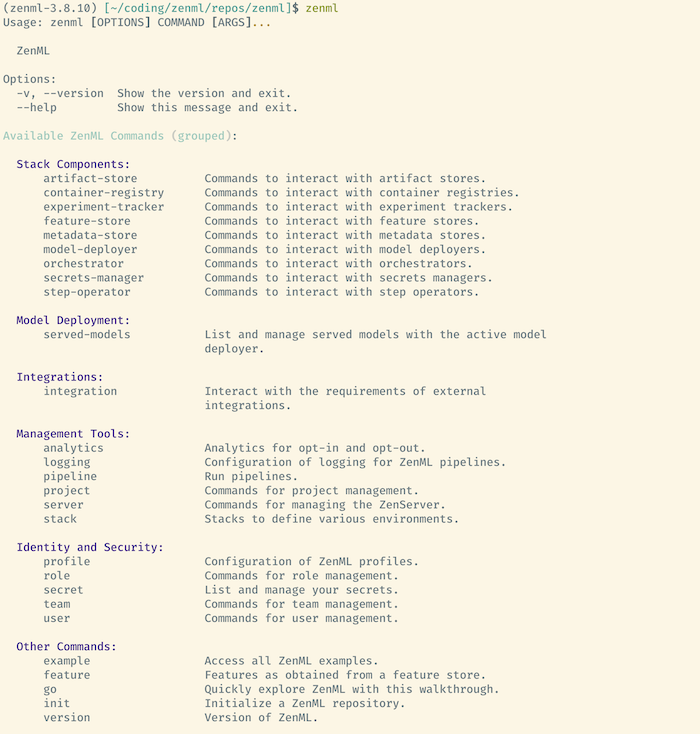 (zenml-3.8.10) [~/coding/zenml/repos/zenml]$ zenml
Usage: zenml [OPTIONS] COMMAND [ARGS]...
ZenML
Options:
-v, --version  Show the version and exit.
--help         Show this message and exit.
Available ZenML Commands (grouped):
Stack Components:
artifact-store          Commands to interact with artifact stores.
container-registry      Commands to interact with container registries.
experiment-tracker      Commands to interact with experiment trackers.
feature-store           Commands to interact with feature stores.
metadata-store          Commands to interact with metadata stores.
model-deployer          Commands to interact with model deployers.
orchestrator            Commands to interact with orchestrators.
secrets-manager         Commands to interact with secrets managers.
step-operator           Commands to interact with step operators.
Model Deployment:
served-models           List and manage served models with the active model
deployer.
Integrations:
integration             Interact with the requirements of external
integrations.
Management Tools:
analytics               Analytics for opt-in and opt-out.
logging                 Configuration of logging for ZenML pipelines.
pipeline                Run pipelines.
project                 Commands for project management.
server                  Commands for managing the ZenServer.
stack                   Stacks to define various environments.
Identity and Security:
profile                 Configuration of ZenML profiles.
role                    Commands for role management.
secret                  List and manage your secrets.
team                    Commands for team management.
user                    Commands for user management.
Other Commands:
example                 Access all ZenML examples.
feature                 Features as obtained from a feature store.
go                      Quickly explore ZenML with this walkthrough.
init                    Initialize a ZenML repository.
version                 Version of ZenML.